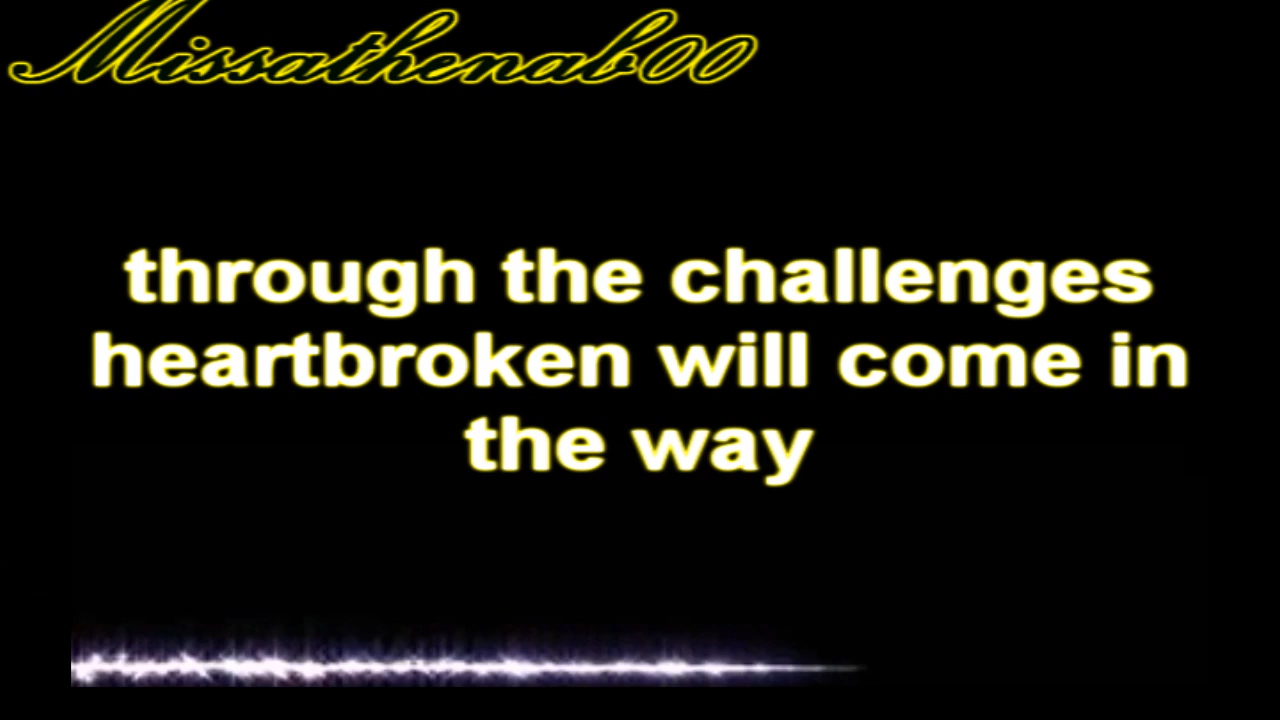 Missathenab00
through the challenges
heartbroken will come in
the way